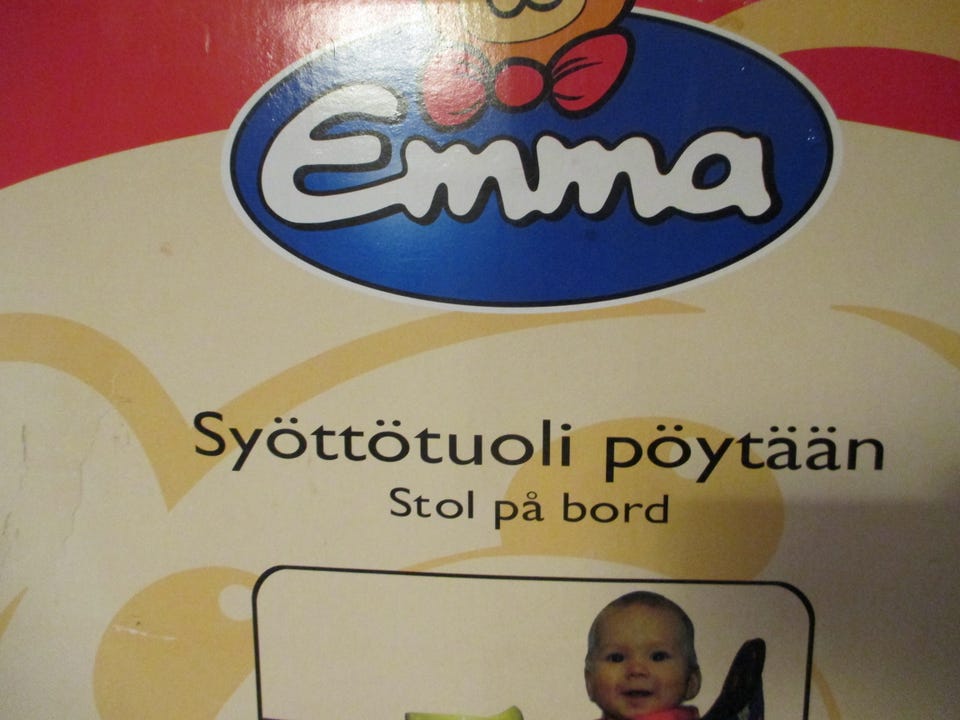 Emma
Syöttötuoli pöytään
Stol på bord